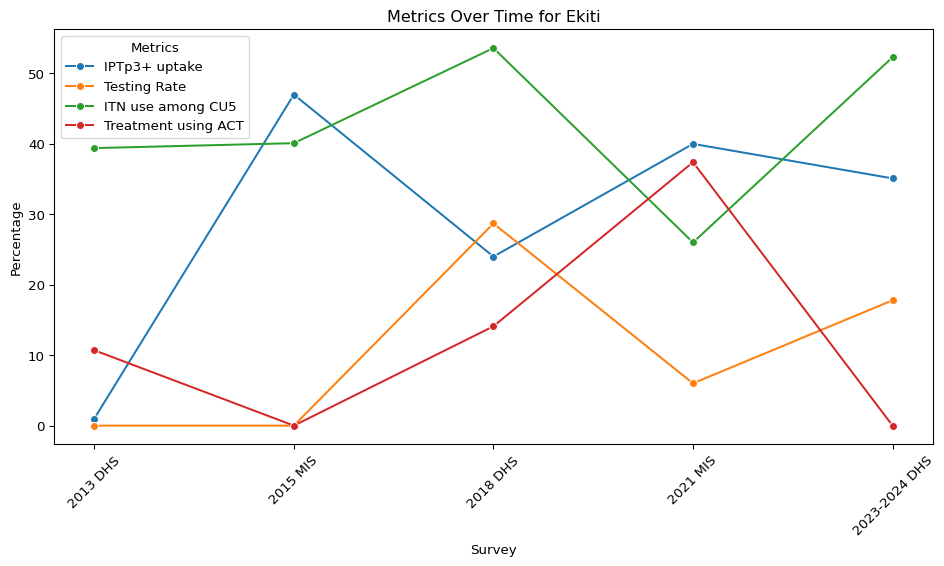 Metrics Over Time for Ekiti
Metrics
IPTp3+ uptake
Testing Rate
ITN use among CU5
Treatment using ACT
Percentage
50
40
30
20
10
0
2013 DHS
2015 MIS
2018 DHS
2021 MIS
2023-2024 DHS
Survey